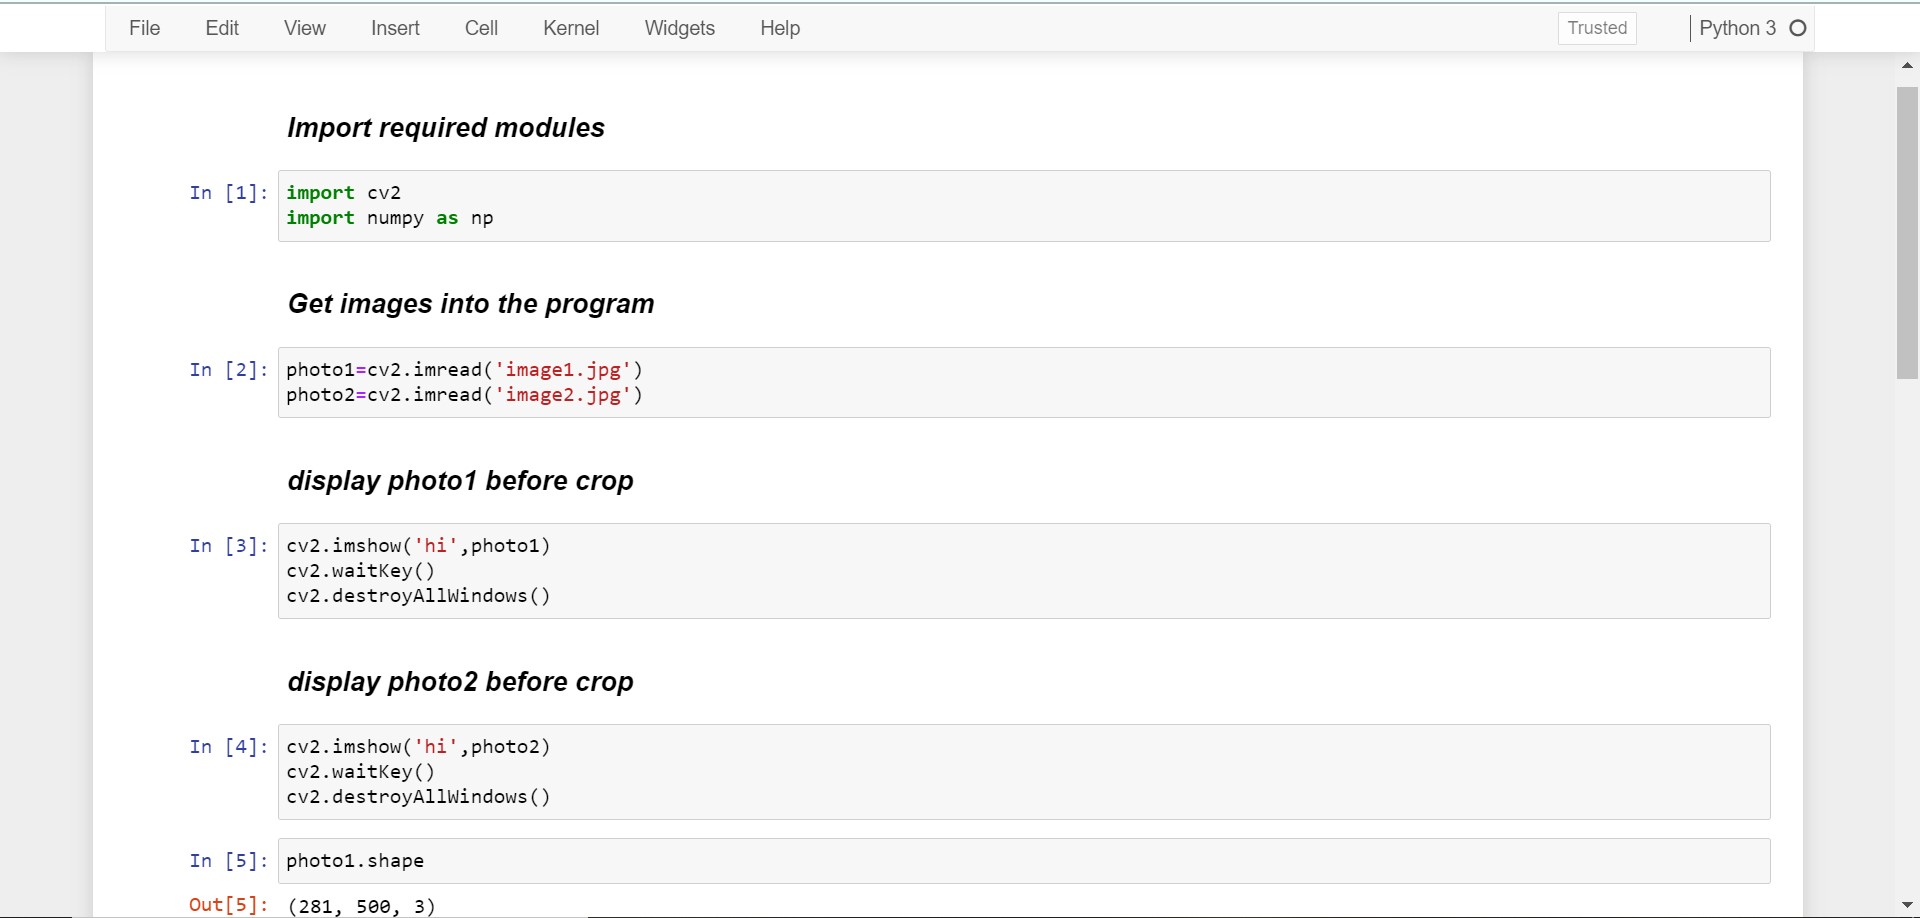 File Edit View Insert Cell Kernel Widgets Help Trusted Python 3
Import required modules
In [1]: import cv2
import numpy as np
Get images into the program
In [2]: photo1=cv2.imread('image1.jpg')
photo2=cv2.imread('image2.jpg')
display photo1 before crop
In [3]: cv2.imshow('hi',photo1)
cv2.waitKey()
cv2.destroyAllWindows()
display photo2 before crop
In [4]: cv2.imshow('hi',photo2)
cv2.waitKey()
cv2.destroyAllWindows()
In [5]: photo1.shape
Out[5]: (281, 500, 3)